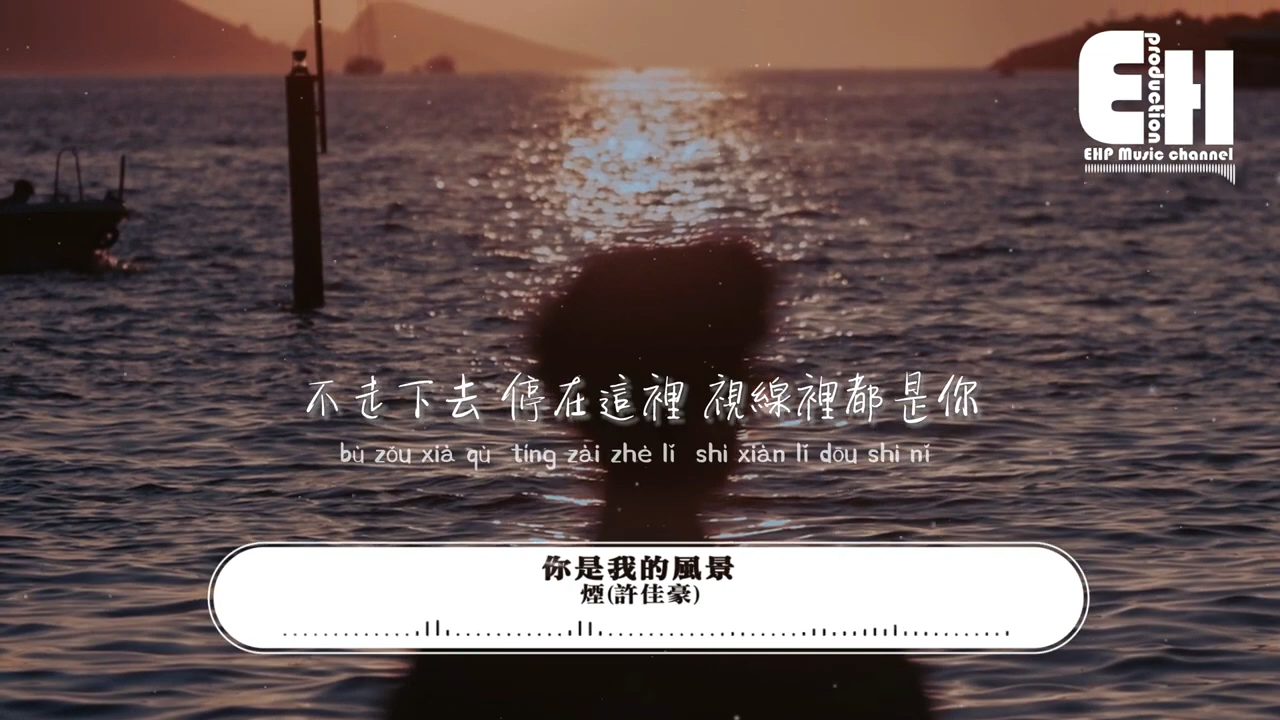 EH
production
EHP Music channel
不走下去 停在這裡 視線裡都是你
bù zǒu xià qù tíng zài zhè lǐ shì xiàn lǐ dōu shì nǐ
你是我的風景
煙(許佳豪)